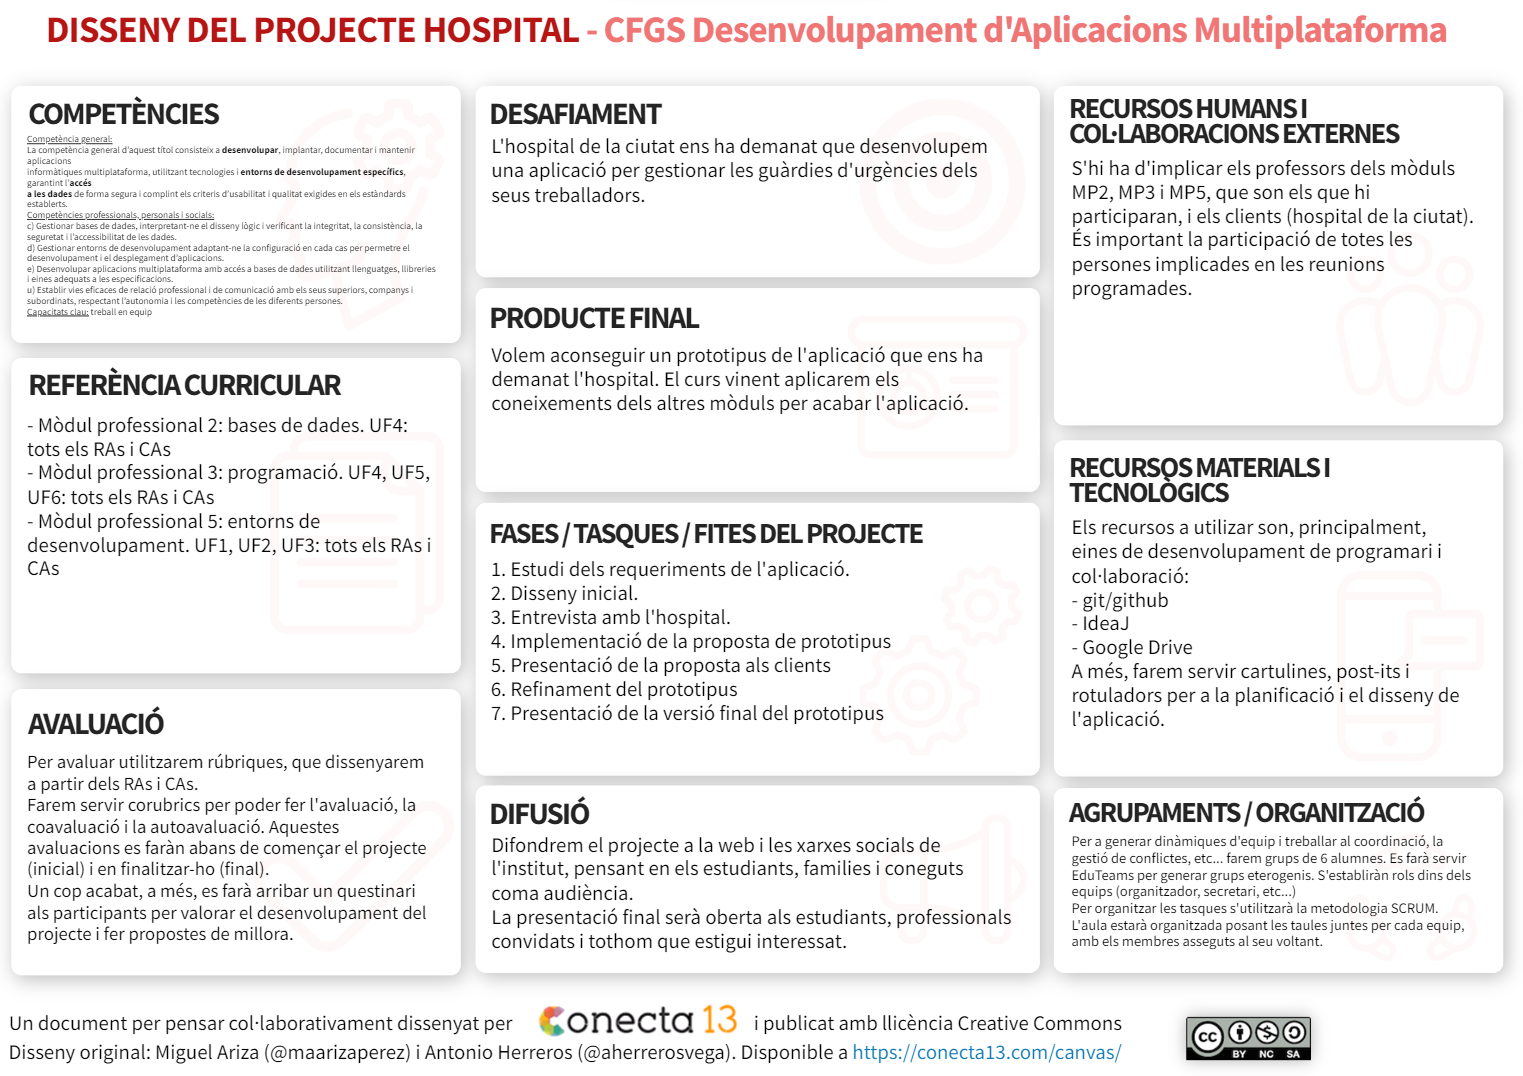 DISSENY DEL PROJECTE HOSPITAL - CFGS Desenvolupament d'Aplicacions Multiplataforma
COMPETÈNCIES
Competència general:
La competència general d'aquest títol consisteix a desenvolupar, implantar, documentar i mantenir
aplicacions
informàtiques multiplataforma, utilitzant tecnologies i entorns de desenvolupament específics,
garantint l'accés
a les dades de forma segura i complint els criteris d'usabilitat i qualitat exigides en els estàndards
establerts.
Competències professionals, personals i socials:
c) Gestionar bases de dades, interpretant-ne el disseny lògic i verificant la integritat, la consistència, la
seguretat i l'accessibilitat de les dades.
d) Gestionar entorns de desenvolupament adaptant-ne la configuració en cada cas per permetre el
desenvolupament i el desplegament d'aplicacions.
e) Desenvolupar aplicacions multiplataforma amb accés a bases de dades utilitzant llenguatges, llibreries
i eines adequats a les especificacions.
u) Establir vies eficaces de relació professional i de comunicació amb els seus superiors, companys i
subordinats, respectant l'autonomia i les competències de les diferents persones.
Capacitats clau: treball en equip
REFERÈNCIA CURRICULAR
- Mòdul professional 2: bases de dades. UF4:
tots els RAs i CAs
- Mòdul professional 3: programació. UF4, UF5,
UF6: tots els RAs i CAs
- Mòdul professional 5: entorns de
desenvolupament. UF1, UF2, UF3: tots els RAs i
CAs
AVALUACIÓ
Per avaluar utilitzarem rúbriques, que dissenyarem
a partir dels RAs i CAs.
Farem servir corubrics per poder fer l'avaluació, la
coavaluació i la autoavaluació. Aquestes
avaluacions es faràn abans de començar el projecte
(inicial) i en finalitzar-ho (final).
Un cop acabat, a més, es farà arribar un questinari
als participants per valorar el desenvolupament del
projecte i fer propostes de millora.
DESAFIAMENT
L'hospital de la ciutat ens ha demanat que desenvolupem
una aplicació per gestionar les guàrdies d'urgències dels
seus treballadors.
PRODUCTE FINAL
Volem aconseguir un prototipus de l'aplicació que ens ha
demanat l'hospital. El curs vinent aplicarem els
coneixements dels altres mòduls per acabar l'aplicació.
FASES / TASQUES / FITES DEL PROJECTE
1. Estudi dels requeriments de l'aplicació.
2. Disseny inicial.
3. Entrevista amb l'hospital.
4. Implementació de la proposta de prototipus
5. Presentació de la proposta als clients
6. Refinament del prototipus
7. Presentació de la versió final del prototipus
DIFUSIÓ
Difondrem el projecte a la web i les xarxes socials de
l'institut, pensant en els estudiants, families i coneguts
coma audiència.
La presentació final serà oberta als estudiants, professionals
convidats i tothom que estigui interessat.
RECURSOS HUMANS I
COL·LABORACIONS EXTERNES
S'hi ha d'implicar els professors dels mòduls
MP2, MP3 i MP5, que son els que hi
participaran, i els clients (hospital de la ciutat).
És important la participació de totes les
persones implicades en les reunions
programades.
RECURSOS MATERIALS I
TECNOLÒGICS
Els recursos a utilizar son, principalment,
eines de desenvolupament de programari i
col·laboració:
- git/github
- IdeaJ
- Google Drive
A més, farem servir cartulines, post-its i
rotuladors per a la planificació i el disseny de
l'aplicació.
AGRUPAMENTS / ORGANITZACIÓ
Per a generar dinàmiques d'equip i treballar al coordinació, la
gestió de conflictes, etc... farem grups de 6 alumnes. Es farà servir
EduTeams per generar grups eterogenis. S'establiràn rols dins dels
equips (organitzador, secretari, etc...)
Per organitzar les tasques s'utilitzarà la metodologia SCRUM.
L'aula estarà organitzada posant les taules juntes per cada equip,
amb els membres asseguts al seu voltant.
Un document per pensar col·laborativament dissenyat per Conecta 13 i publicat amb llicència Creative Commons
Disseny original: Miguel Ariza (@maarizaperez) i Antonio Herreros (@aherrerosvega). Disponible a https://conecta13.com/canvas/
cc BY NC SA